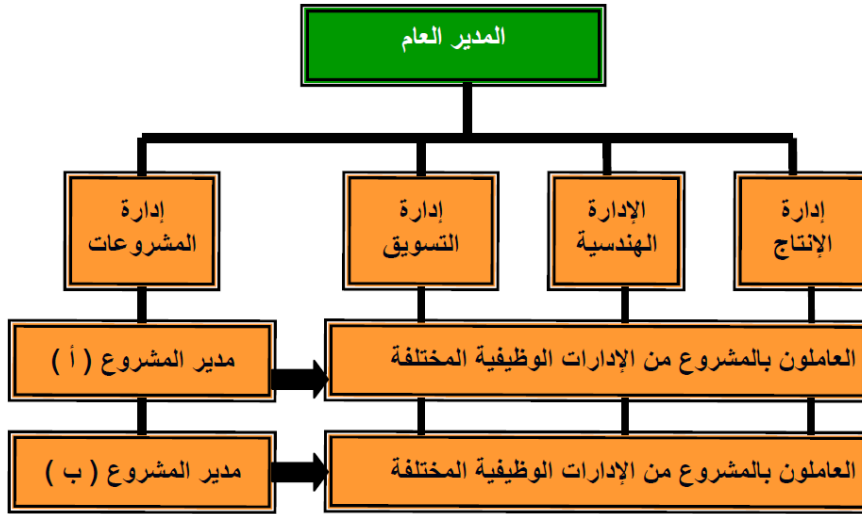 المدير العام
إدارة
الإنتاج
الإدارة
الهندسية
إدارة
التسويق
إدارة
المشروعات
العاملون بالمشروع من الإدارات الوظيفية المختلفة
مدير المشروع ( أ )
العاملون بالمشروع من الإدارات الوظيفية المختلفة
مدير المشروع ( ب )